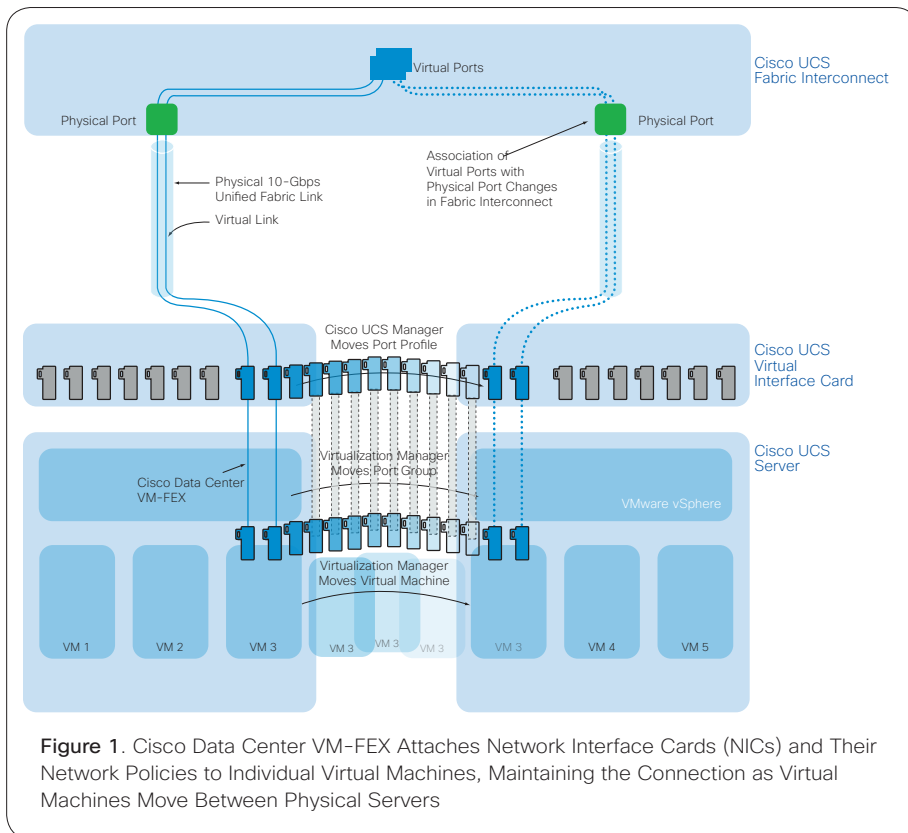 Virtual Ports
Cisco UCS
Fabric Interconnect
Physical Port
Physical Port
Association of
Virtual Ports with
Physical Port Changes
in Fabric Interconnect
Physical 10-Gbps
Unified Fabric Link
Virtual Link
Cisco UCS Manager
Moves Port Profile
Cisco UCS
Virtual
Interface Card
Cisco UCS
Server
Virtualization Manager
Moves Port Group
Cisco Data Center
VM-FEX
VMware vSphere
Virtualization Manager
Moves Virtual Machine
VM 1
VM 2
VM 3
VM 3
VM 3
VM 3
VM 3
VM 4
VM 5
Figure 1. Cisco Data Center VM-FEX Attaches Network Interface Cards (NICs) and Their
Network Policies to Individual Virtual Machines, Maintaining the Connection as Virtual
Machines Move Between Physical Servers